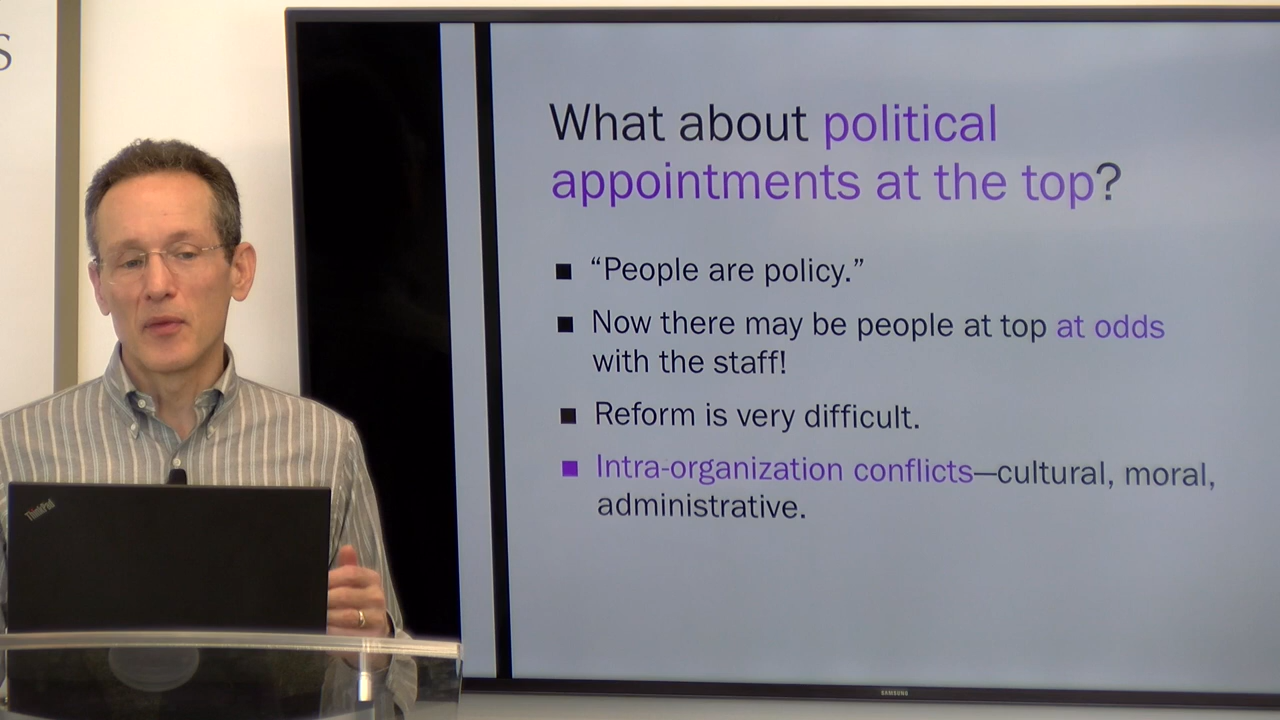 S
What about political
appointments at the top?
■ “People are policy.”
■ Now there may be people at top at odds
with the staff!
■ Reform is very difficult.
■ Intra-organization conflicts—cultural, moral,
administrative.
ThinkPad
SAMSUNG